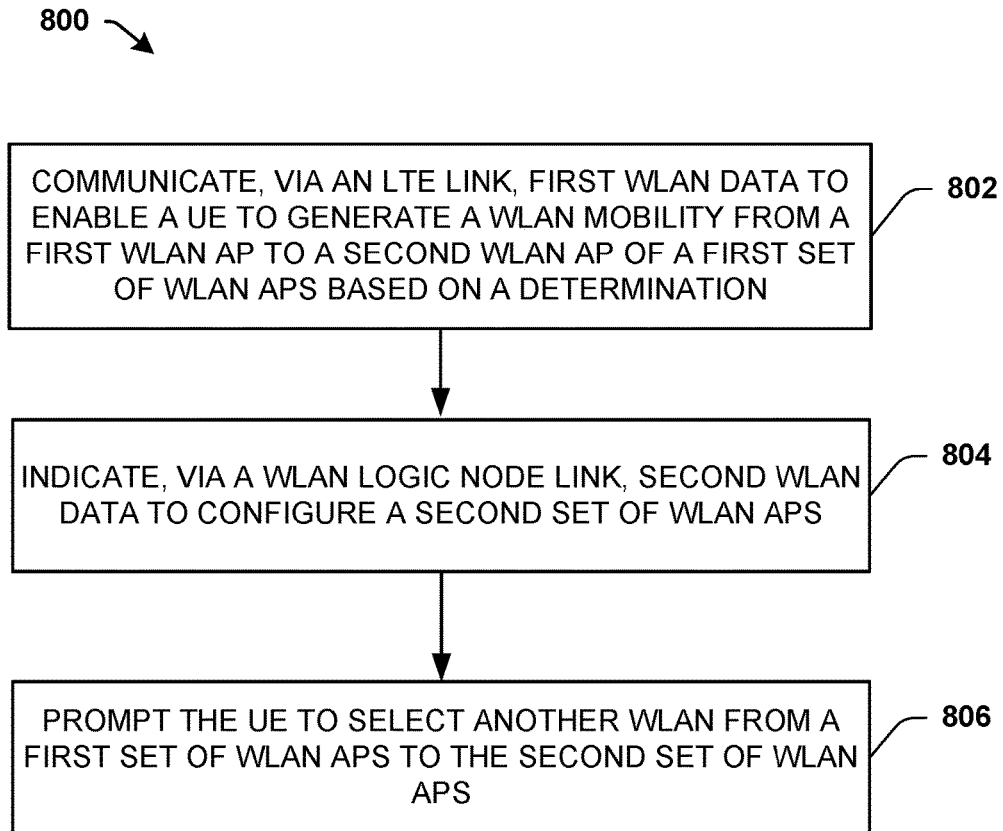 800
COMMUNICATE, VIA AN LTE LINK, FIRST WLAN DATA TO
ENABLE A UE TO GENERATE A WLAN MOBILITY FROM A
FIRST WLAN AP TO A SECOND WLAN AP OF A FIRST SET
OF WLAN APS BASED ON A DETERMINATION
802
INDICATE, VIA A WLAN LOGIC NODE LINK, SECOND WLAN
DATA TO CONFIGURE A SECOND SET OF WLAN APS
804
PROMPT THE UE TO SELECT ANOTHER WLAN FROM A
FIRST SET OF WLAN APS TO THE SECOND SET OF WLAN
APS
806